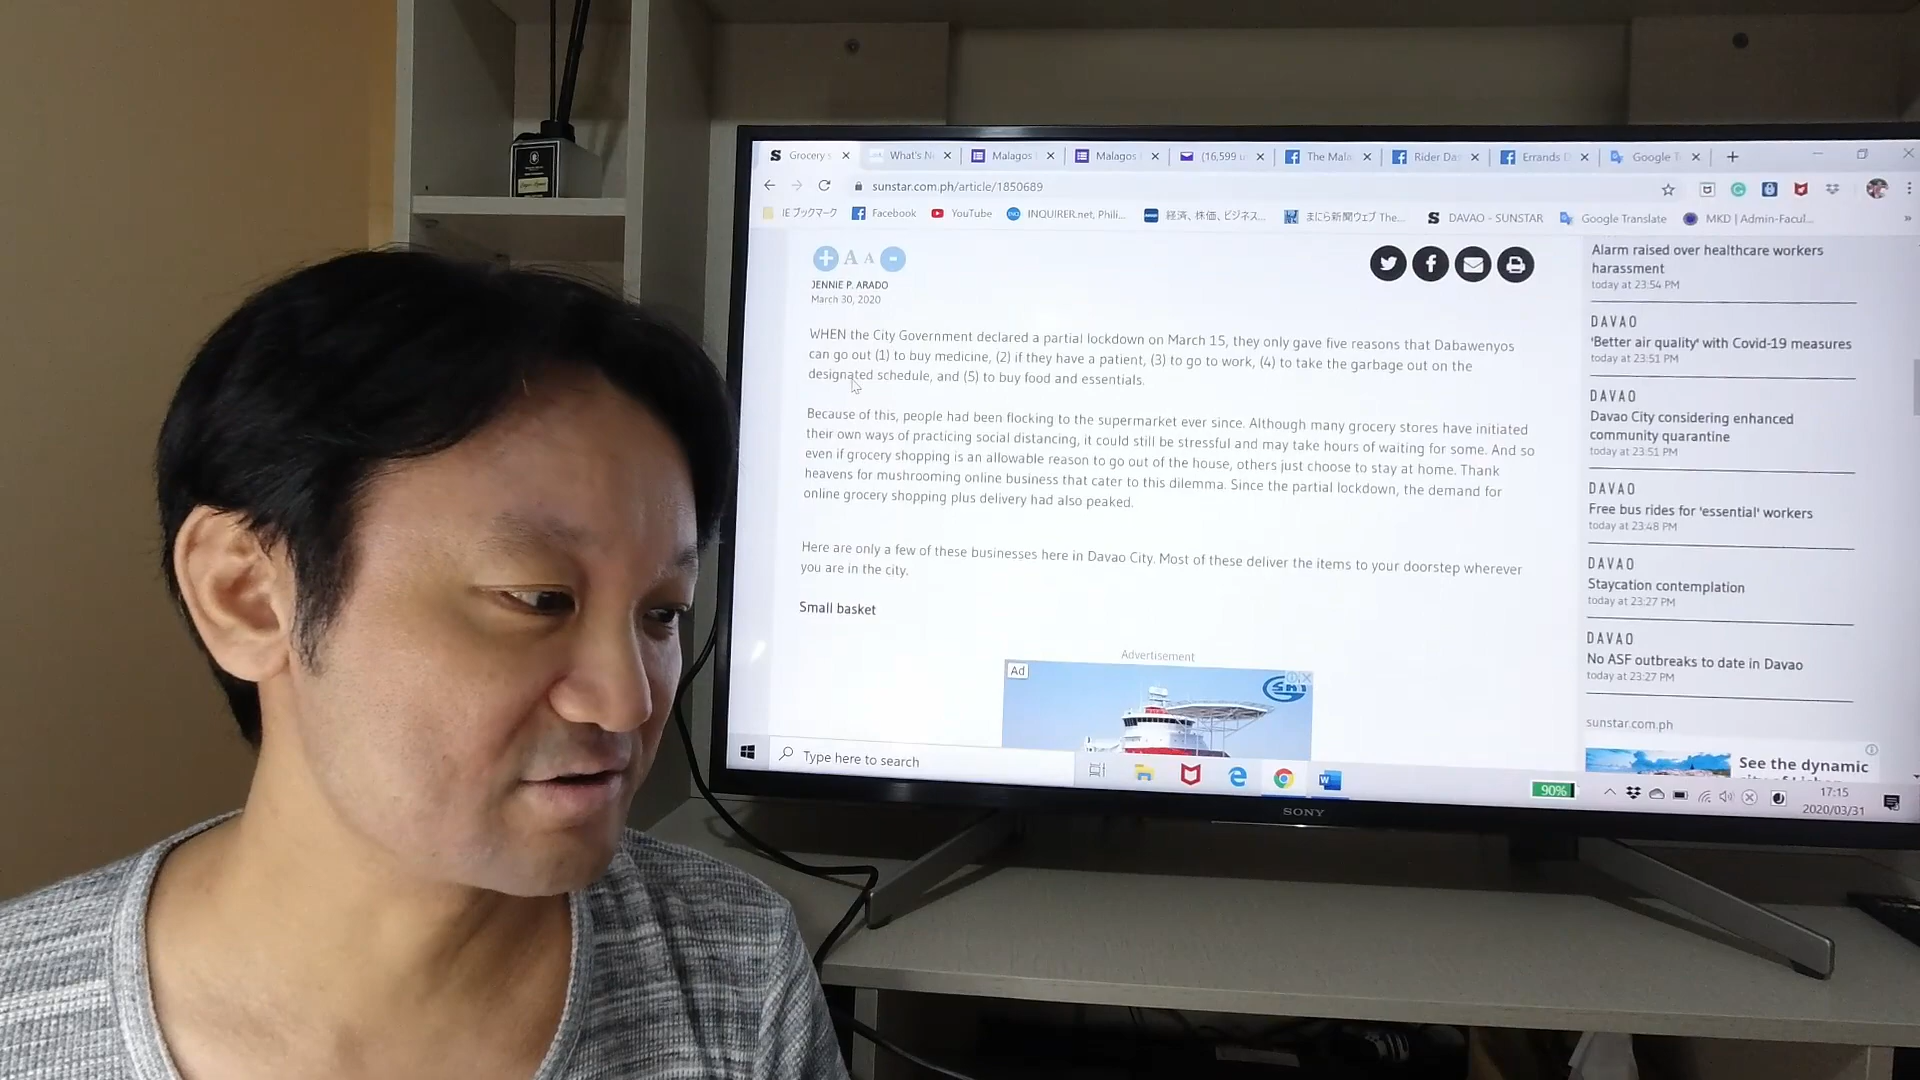 Grocery s
What's N
Malagos
Malagos
(16,599 u
The Mala
Rider Da
Errands D
Google T
sunstar.com.ph/article/1850689
IEブックマーク
Facebook
YouTube
INQUIRER.net, Phili...
経済、株価、ビジネス...
まにら新聞ウェブ The...
DAVAO - SUNSTAR
Google Translate
MKD | Admin-Facul...
+ A A -
JENNIE P. ARADO
March 30, 2020
WHEN the City Government declared a partial lockdown on March 15, they only gave five reasons that Dabawenyos
can go out (1) to buy medicine, (2) if they have a patient, (3) to go to work, (4) to take the garbage out on the
designated schedule, and (5) to buy food and essentials.
Because of this, people had been flocking to the supermarket ever since. Although many grocery stores have initiated
their own ways of practicing social distancing, it could still be stressful and may take hours of waiting for some. And so
even if grocery shopping is an allowable reason to go out of the house, others just choose to stay at home. Thank
heavens for mushrooming online business that cater to this dilemma. Since the partial lockdown, the demand for
online grocery shopping plus delivery had also peaked.
Here are only a few of these businesses here in Davao City. Most of these deliver the items to your doorstep wherever
you are in the city.
Small basket
Advertisement
Ad
Alarm raised over healthcare workers
harassment
today at 23:54 PM
DAVAO
'Better air quality' with Covid-19 measures
today at 23:51 PM
DAVAO
Davao City considering enhanced
community quarantine
today at 23:51 PM
DAVAO
Free bus rides for 'essential' workers
today at 23:48 PM
DAVAO
Staycation contemplation
today at 23:27 PM
DAVAO
No ASF outbreaks to date in Davao
today at 23:27 PM
sunstar.com.ph
See the dynamic
Type here to search
90%
17:15
2020/03/31
SONY